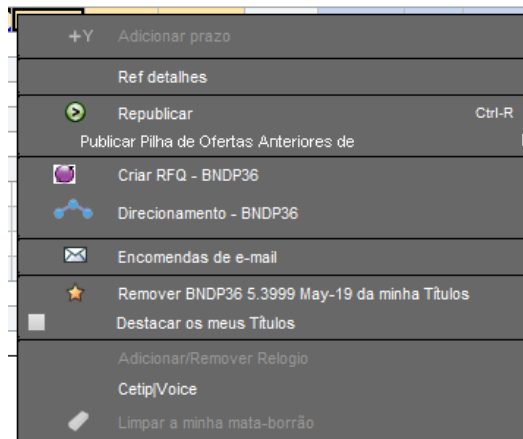 +Y Adicionar prazo
Ref detalhes
Republicar Ctrl-R
Publicar Pilha de Ofertas Anteriores de
Criar RFQ - BNDP36
Direcionamento - BNDP36
Encomendas de e-mail
Remover BNDP36 5.3999 May-19 da minha Títulos
Destacar os meus Títulos
Adicionar/Remover Relogio
Cetip|Voice
Limpar a minha mata-borrão